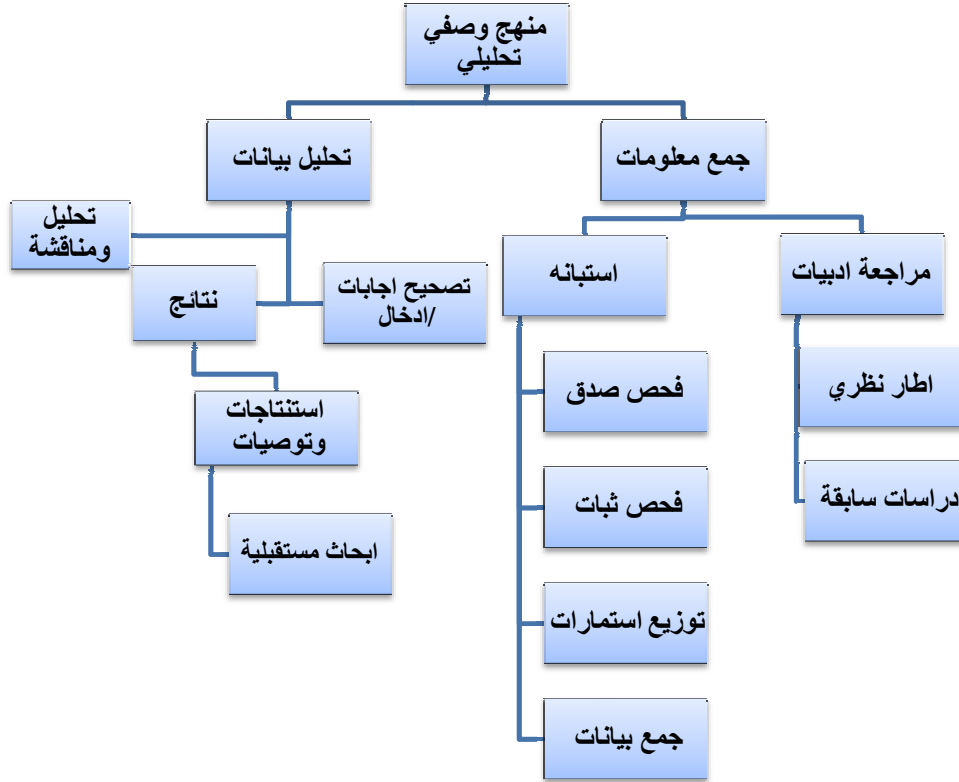 منهج وصفي
تحليلي
جمع معلومات
تحليل بيانات
مراجعة ادبيات
استبانه
اطار نظري
دراسات سابقة
فحص صدق
فحص ثبات
توزيع استمارات
جمع بيانات
تحليل
ومناقشة
تصحيح اجابات
/ادخال
نتائج
استنتاجات
وتوصيات
ابحاث مستقبلية